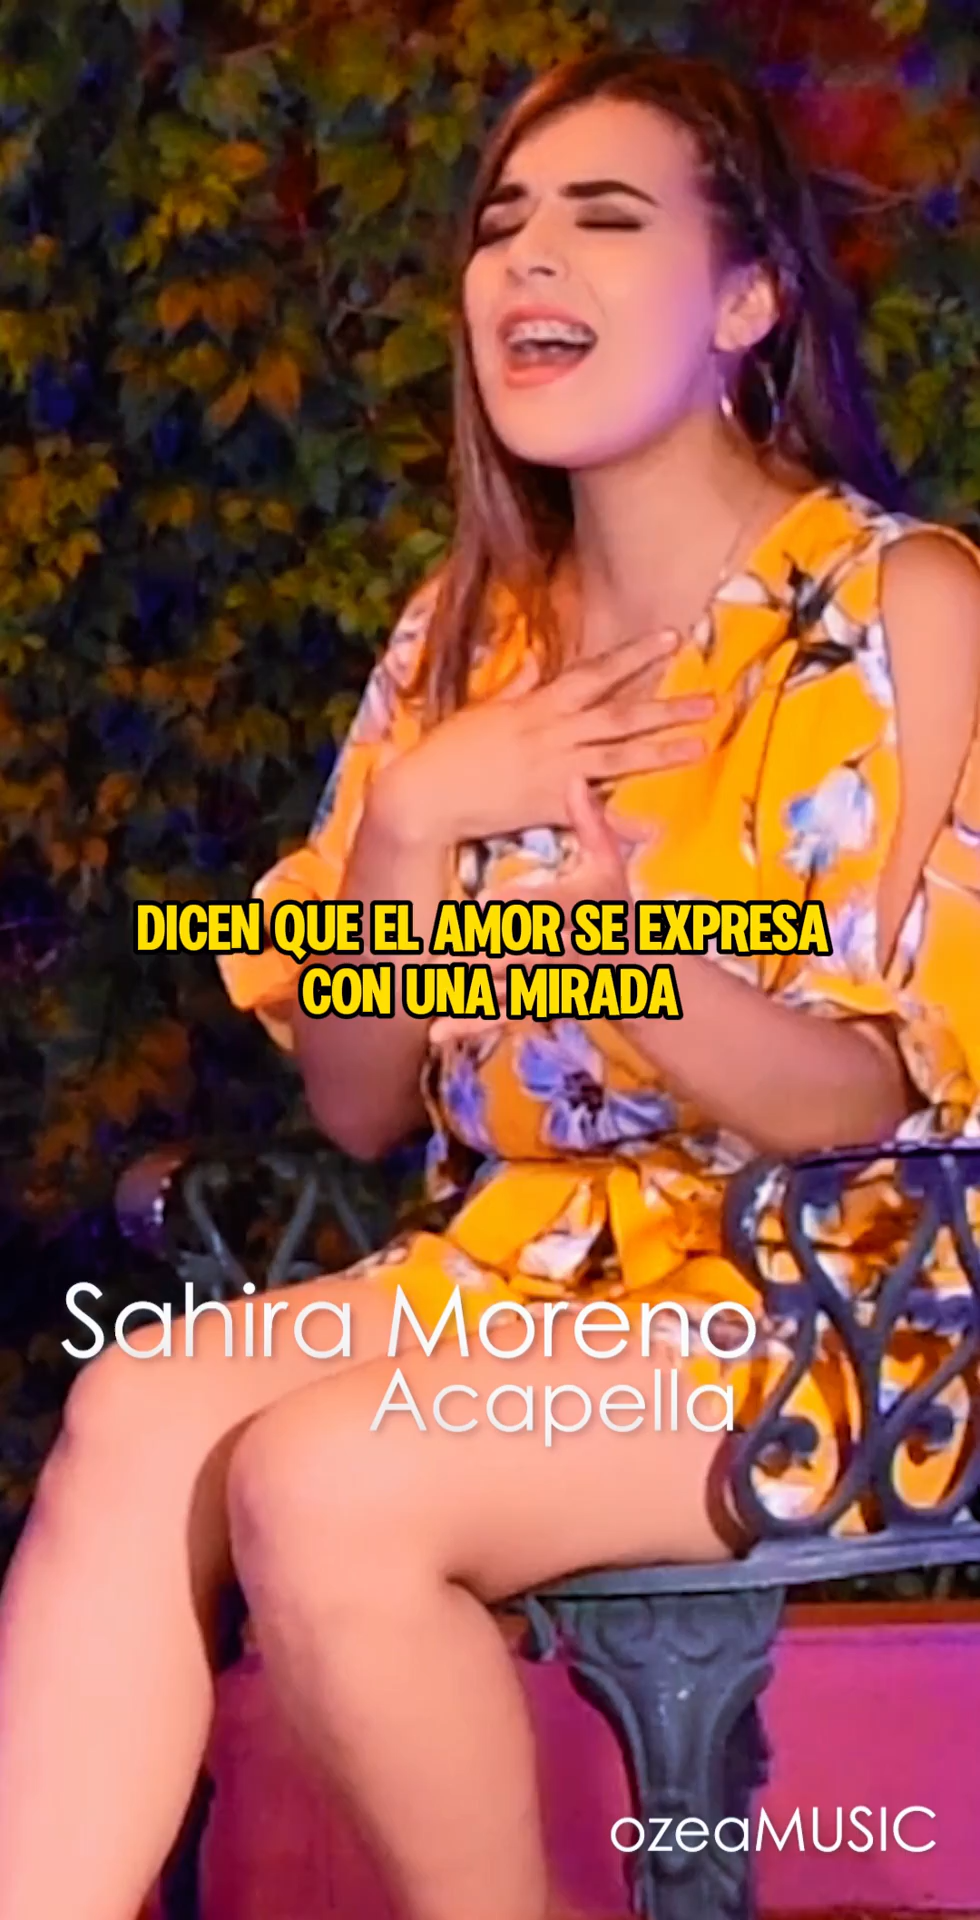 DICEN QUE EL AMOR SE EXPRESA
CON UNA MIRADA
Sahira Moreno
Acapella
ozeaMUSIC